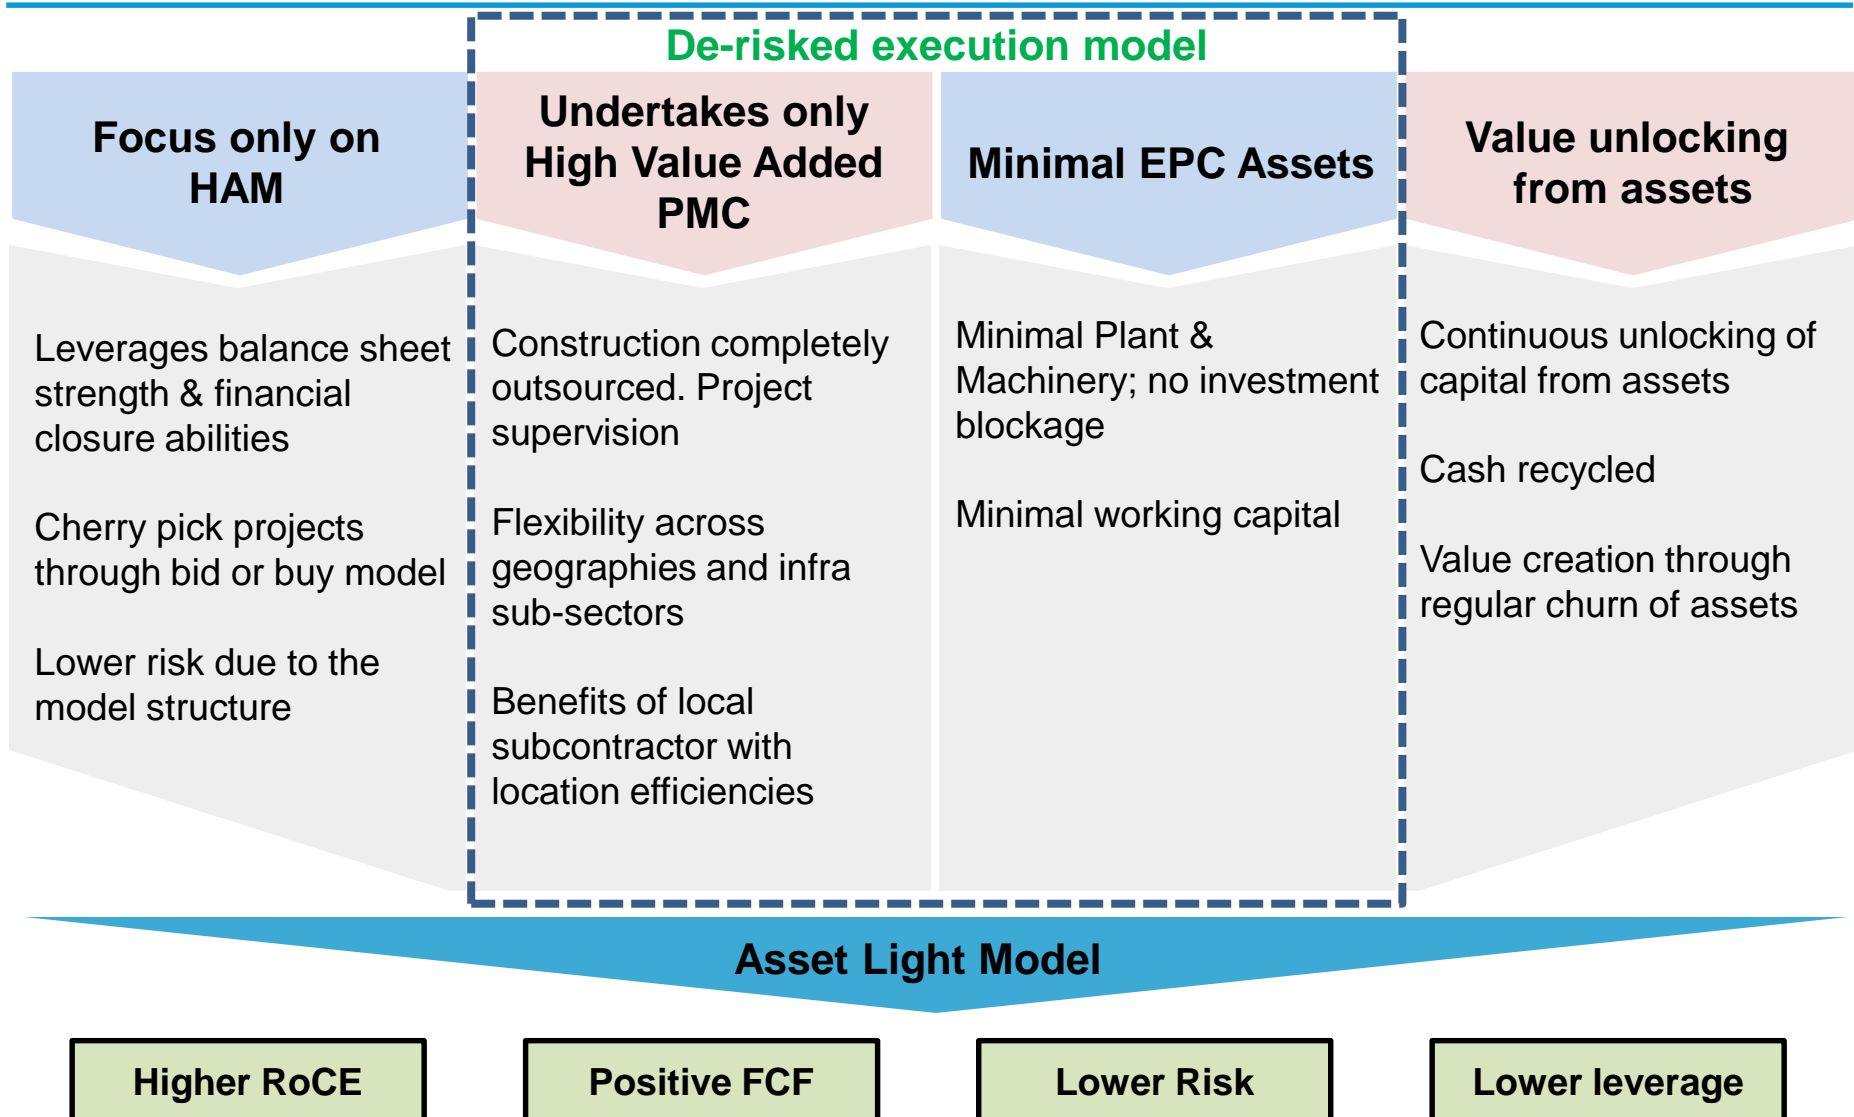 De-risked execution model
Focus only on
HAM
Leverages balance sheet
strength & financial
closure abilities
Cherry pick projects
through bid or buy model
Lower risk due to the
model structure
Undertakes only
High Value Added
PMC
Construction completely
outsourced. Project
supervision
Flexibility across
geographies and infra
sub-sectors
Benefits of local
subcontractor with
location efficiencies
Minimal EPC Assets
Minimal Plant &
Machinery; no investment
blockage
Minimal working capital
Value unlocking
from assets
Continuous unlocking of
capital from assets
Cash recycled
Value creation through
regular churn of assets
Asset Light Model
Higher RoCE
Positive FCF
Lower Risk
Lower leverage